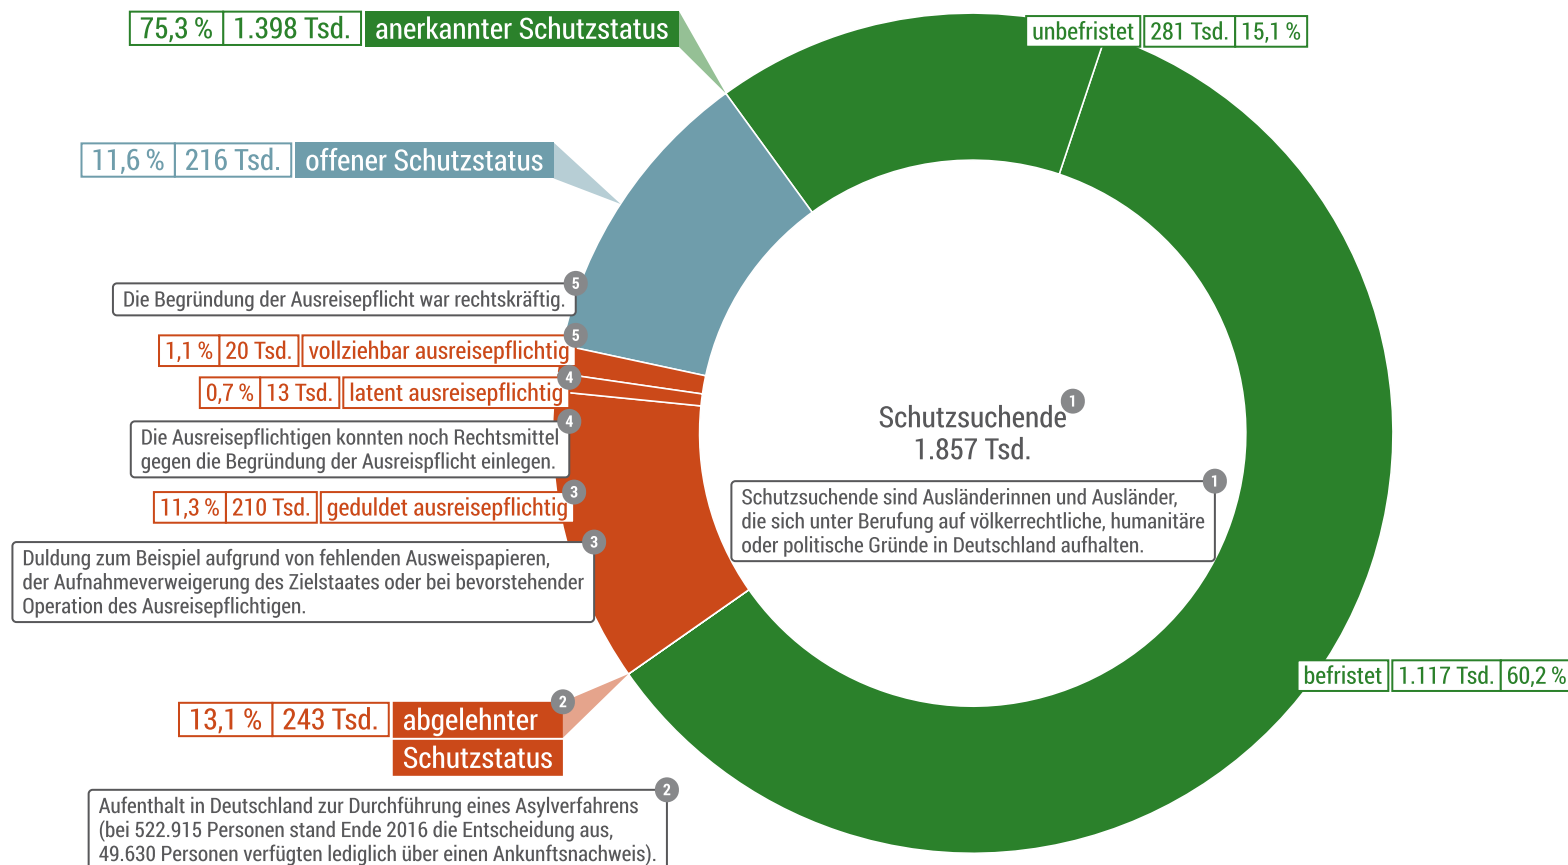 75,3 % 1.398 Tsd. anerkannter Schutzstatus
unbefristet 281 Tsd. 15,1 %
11,6 % 216 Tsd. offener Schutzstatus
5
Die Begründung der Ausreisepflicht war rechtskräftig.
5
1,1 % 20 Tsd. vollziehbar ausreisepflichtig
4
0,7 % 13 Tsd. latent ausreisepflichtig
4
Die Ausreisepflichtigen konnten noch Rechtsmittel
gegen die Begründung der Ausreispflicht einlegen.
3
11,3 % 210 Tsd. geduldet ausreisepflichtig
3
Duldung zum Beispiel aufgrund von fehlenden Ausweispapieren,
der Aufnahmeverweigerung des Zielstaates oder bei bevorstehender
Operation des Ausreisepflichtigen.
Schutzsuchende 1
1.857 Tsd.
1
Schutzsuchende sind Ausländerinnen und Ausländer,
die sich unter Berufung auf völkerrechtliche, humanitäre
oder politische Gründe in Deutschland aufhalten.
befristet 1.117 Tsd. 60,2 %
2
13,1 % 243 Tsd. abgelehnter
Schutzstatus
2
Aufenthalt in Deutschland zur Durchführung eines Asylverfahrens
(bei 522.915 Personen stand Ende 2016 die Entscheidung aus,
49.630 Personen verfügten lediglich über einen Ankunftsnachweis).